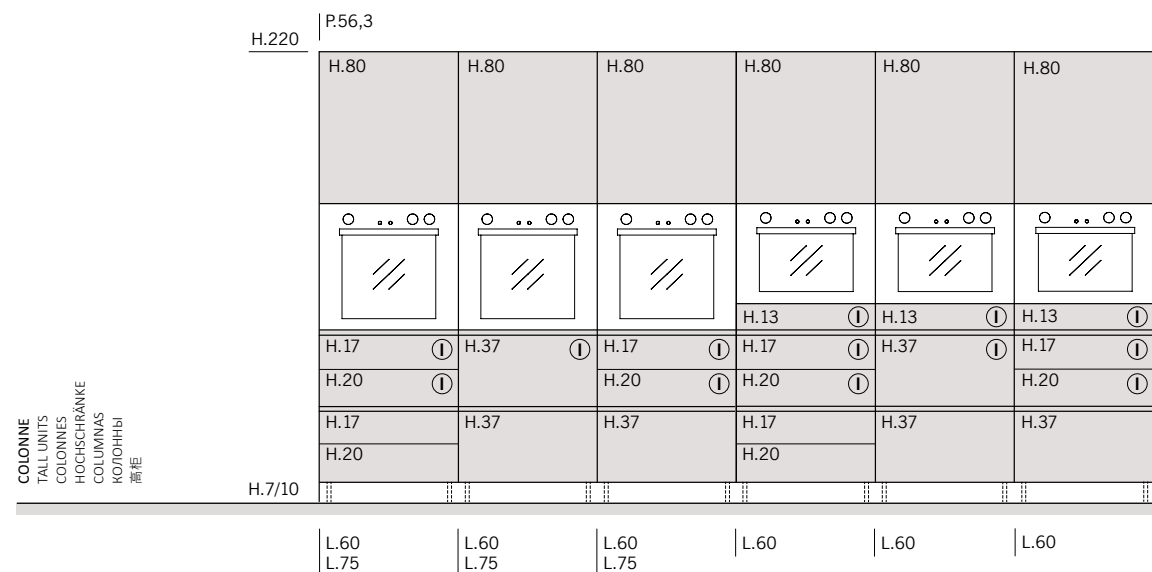 P.56,3
H.220
H.80 H.80 H.80 H.80 H.80 H.80
H.13 I H.13 I H.13 I
H.17 I H.37 I H.17 I H.17 I H.37 I H.17 I
H.20 I H.20 I H.20 I H.20 I
H.17 H.37 H.37 H.17 H.37 H.37
H.20 H.20
H.7/10
COLONNE
TALL UNITS
COLONNES
HOCHSCHRÄNKE
COLUMNAS
КОЛОННЫ
高柜
L.60 L.60 L.60 L.60 L.60 L.60
L.75 L.75 L.75